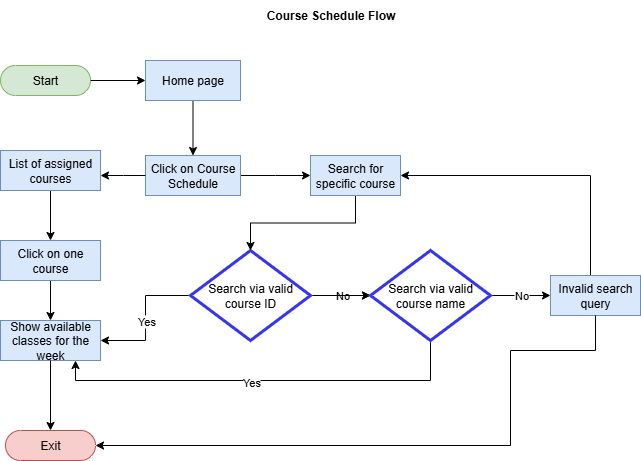 Course Schedule Flow
Start
Home page
List of assigned
courses
Click on Course
Schedule
Search for
specific course
Click on one
course
Search via valid
course ID
No
Search via valid
course name
No
Invalid search
query
Yes
Show available
classes for the
week
Yes
Exit